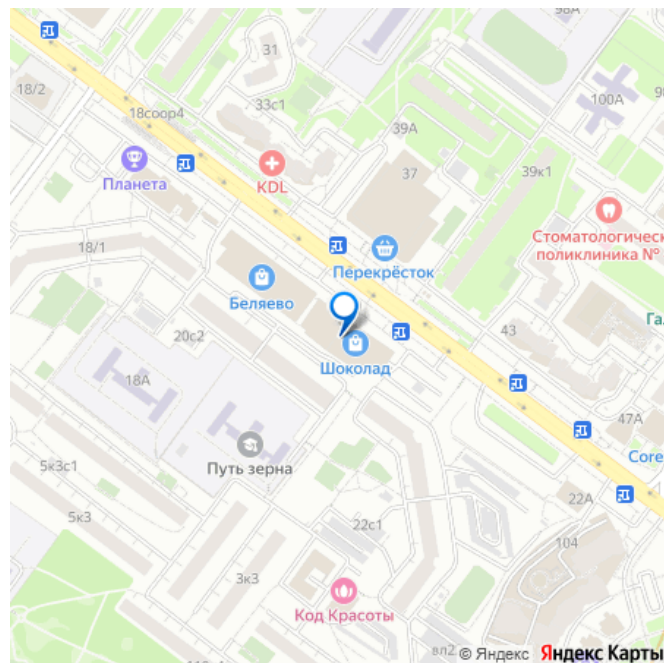 98А
31
18/2
100А
33с1
18соор4
39А
37
39к1
KDL
Планета
Стоматологическ
поликлиника №
18/1
Перекрёсток
Беляево
Га
20с2
43
Шоколад
18А
47А
Core
Путь зерна
5к3с1
22А
5к3
22с1
104
3к3
Код Красоты
вл2
© Яндекс Яндекс Карты